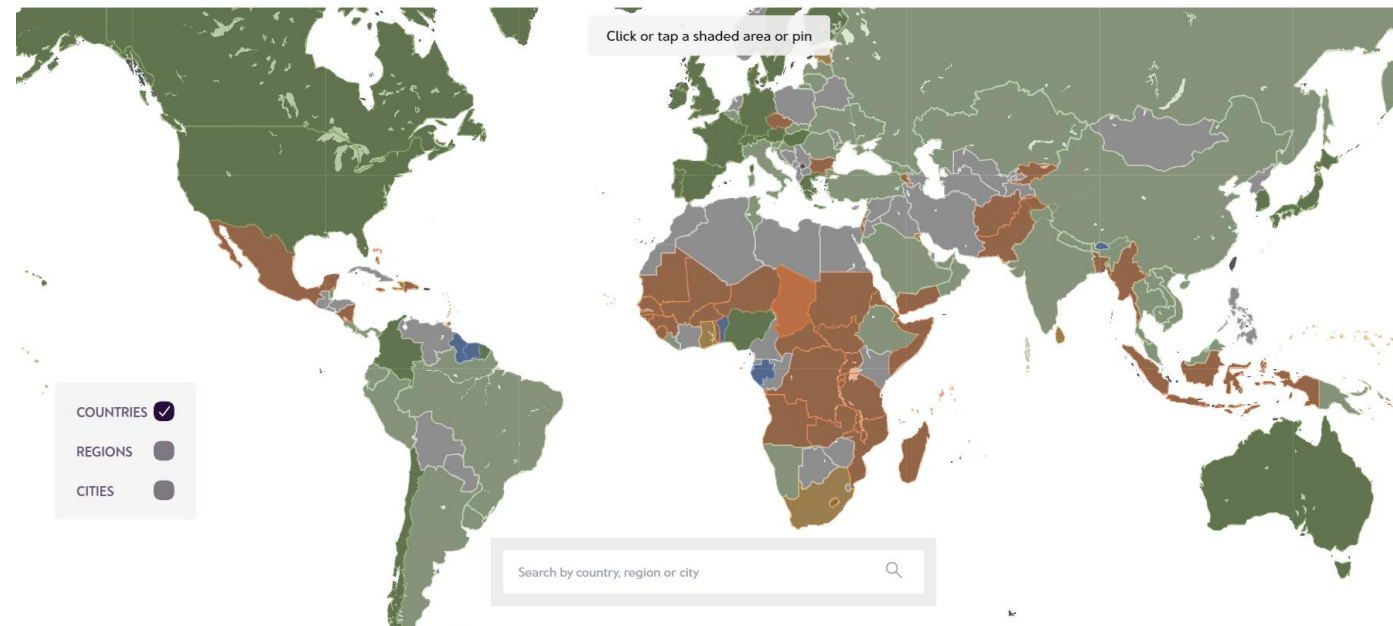 Click or tap a shaded area or pin
COUNTRIES
REGIONS
CITIES
Search by country, region or city